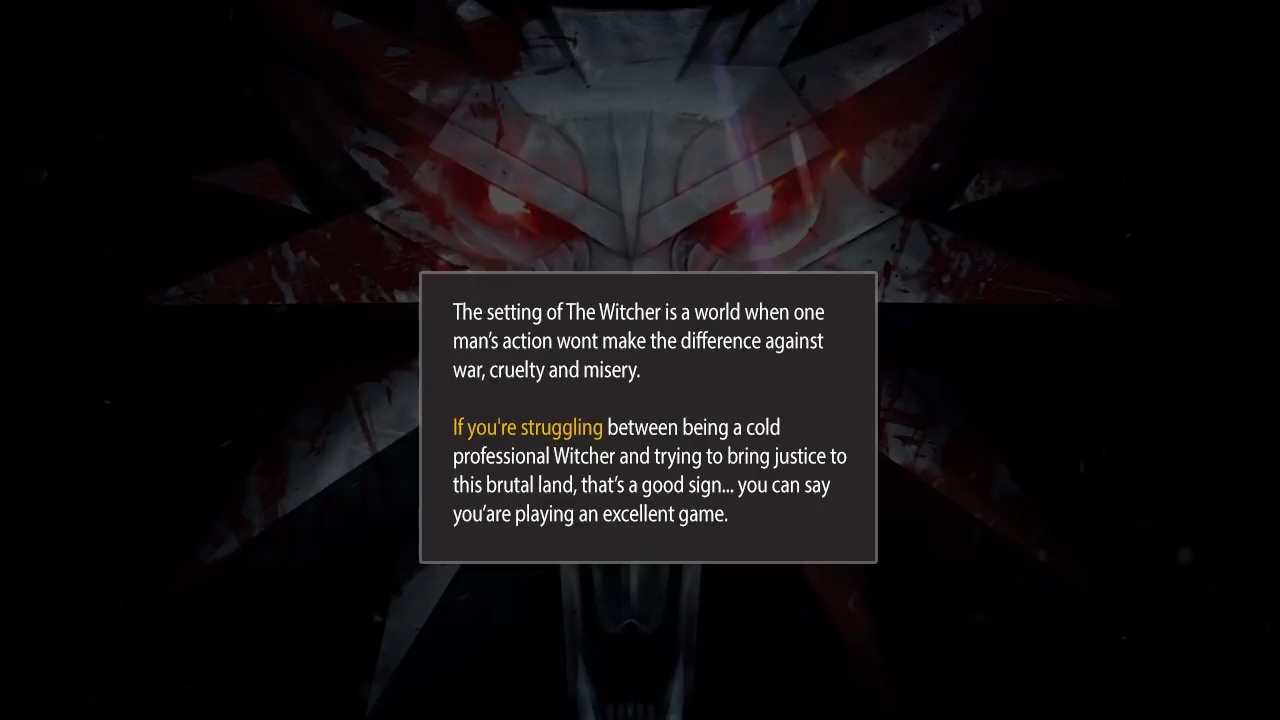 The setting of The Witcher is a world when one
man's action wont make the difference against
war, cruelty and misery.
If you're struggling between being a cold
professional Witcher and trying to bring justice to
this brutal land, that's a good sign... you can say
you'are playing an excellent game.